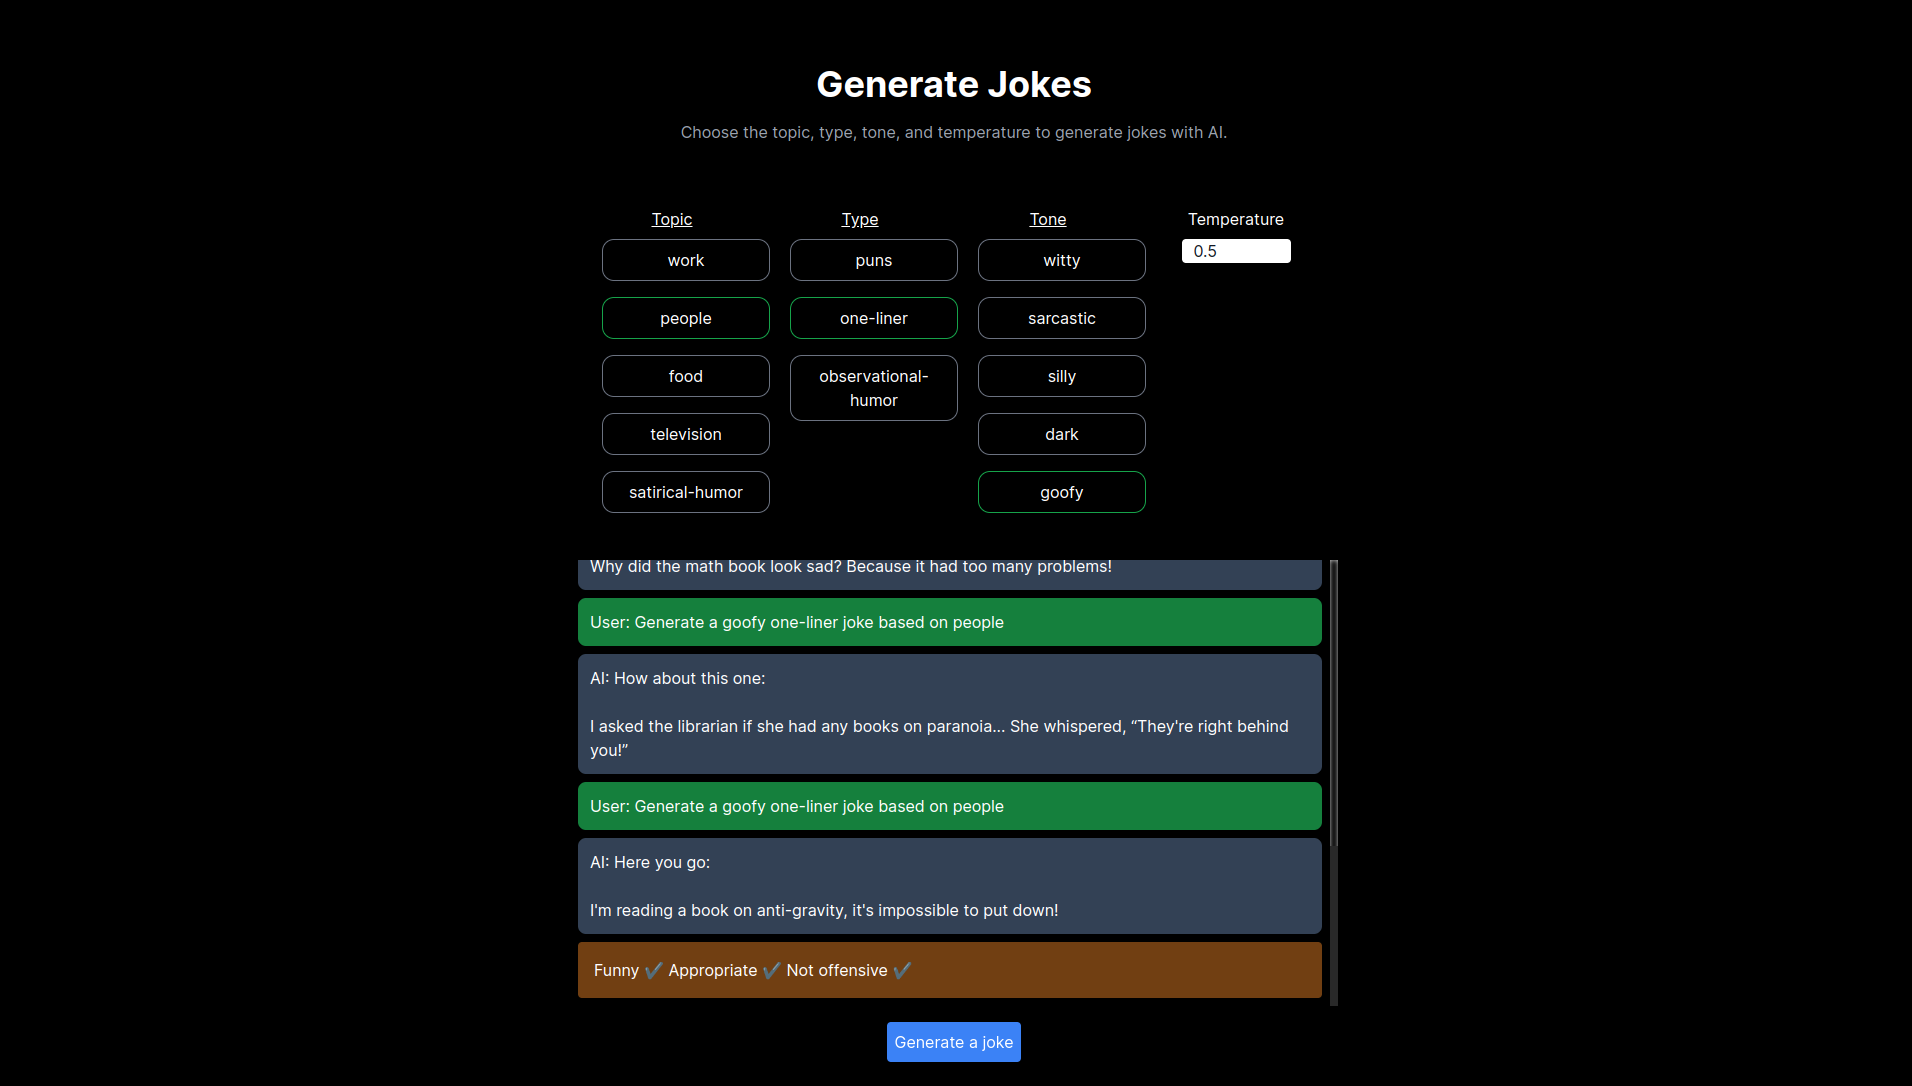 Generate Jokes
Choose the topic, type, tone, and temperature to generate jokes with AI.
Topic
work
people
food
television
satirical-humor
Type
puns
one-liner
observational-
humor
Tone
witty
sarcastic
silly
dark
goofy
Temperature
0.5
Why did the math book look sad? Because it had too many problems!
User: Generate a goofy one-liner joke based on people
AI: How about this one:
I asked the librarian if she had any books on paranoia... She whispered, “They're right behind
you!”
User: Generate a goofy one-liner joke based on people
AI: Here you go:
I'm reading a book on anti-gravity, it's impossible to put down!
Funny ✔️ Appropriate ✔️ Not offensive ✔️
Generate a joke